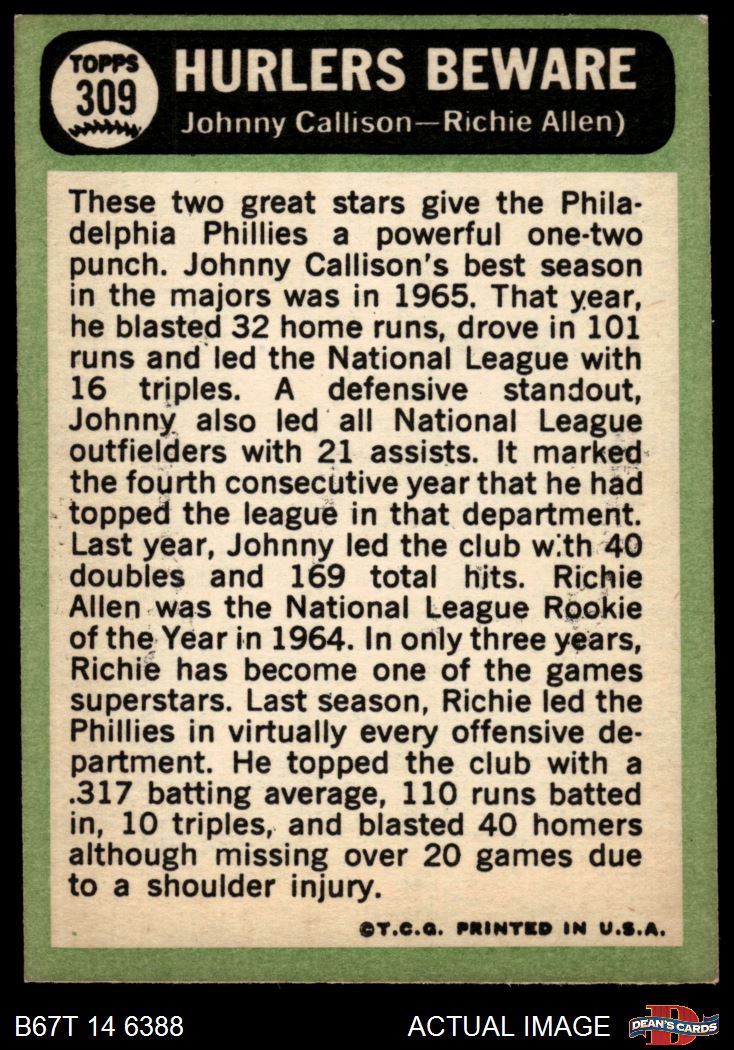 TOPPS
309
HURLERS BEWARE
Johnny Callison—Richie Allen)
These two great stars give the Phila-
delphia Phillies a powerful one-two
punch. Johnny Callison's best season
in the majors was in 1965. That year,
he blasted 32 home runs, drove in 101
runs and led the National League with
16 triples. A defensive standout,
Johnny also led all National League
outfielders with 21 assists. It marked
the fourth consecutive year that he had
topped the league in that department.
Last year, Johnny led the club with 40
doubles and 169 total hits. Richie
Allen was the National League Rookie
of the Year in 1964. In only three years,
Richie has become one of the games
superstars. Last season, Richie led the
Phillies in virtually every offensive de-
partment. He topped the club with a
.317 batting average, 110 runs batted
in, 10 triples, and blasted 40 homers
although missing over 20 games due
to a shoulder injury.
©T.C.G. PRINTED IN U.S.A.
B67T 14 6388
ACTUAL IMAGE
DEAN'S CARDS